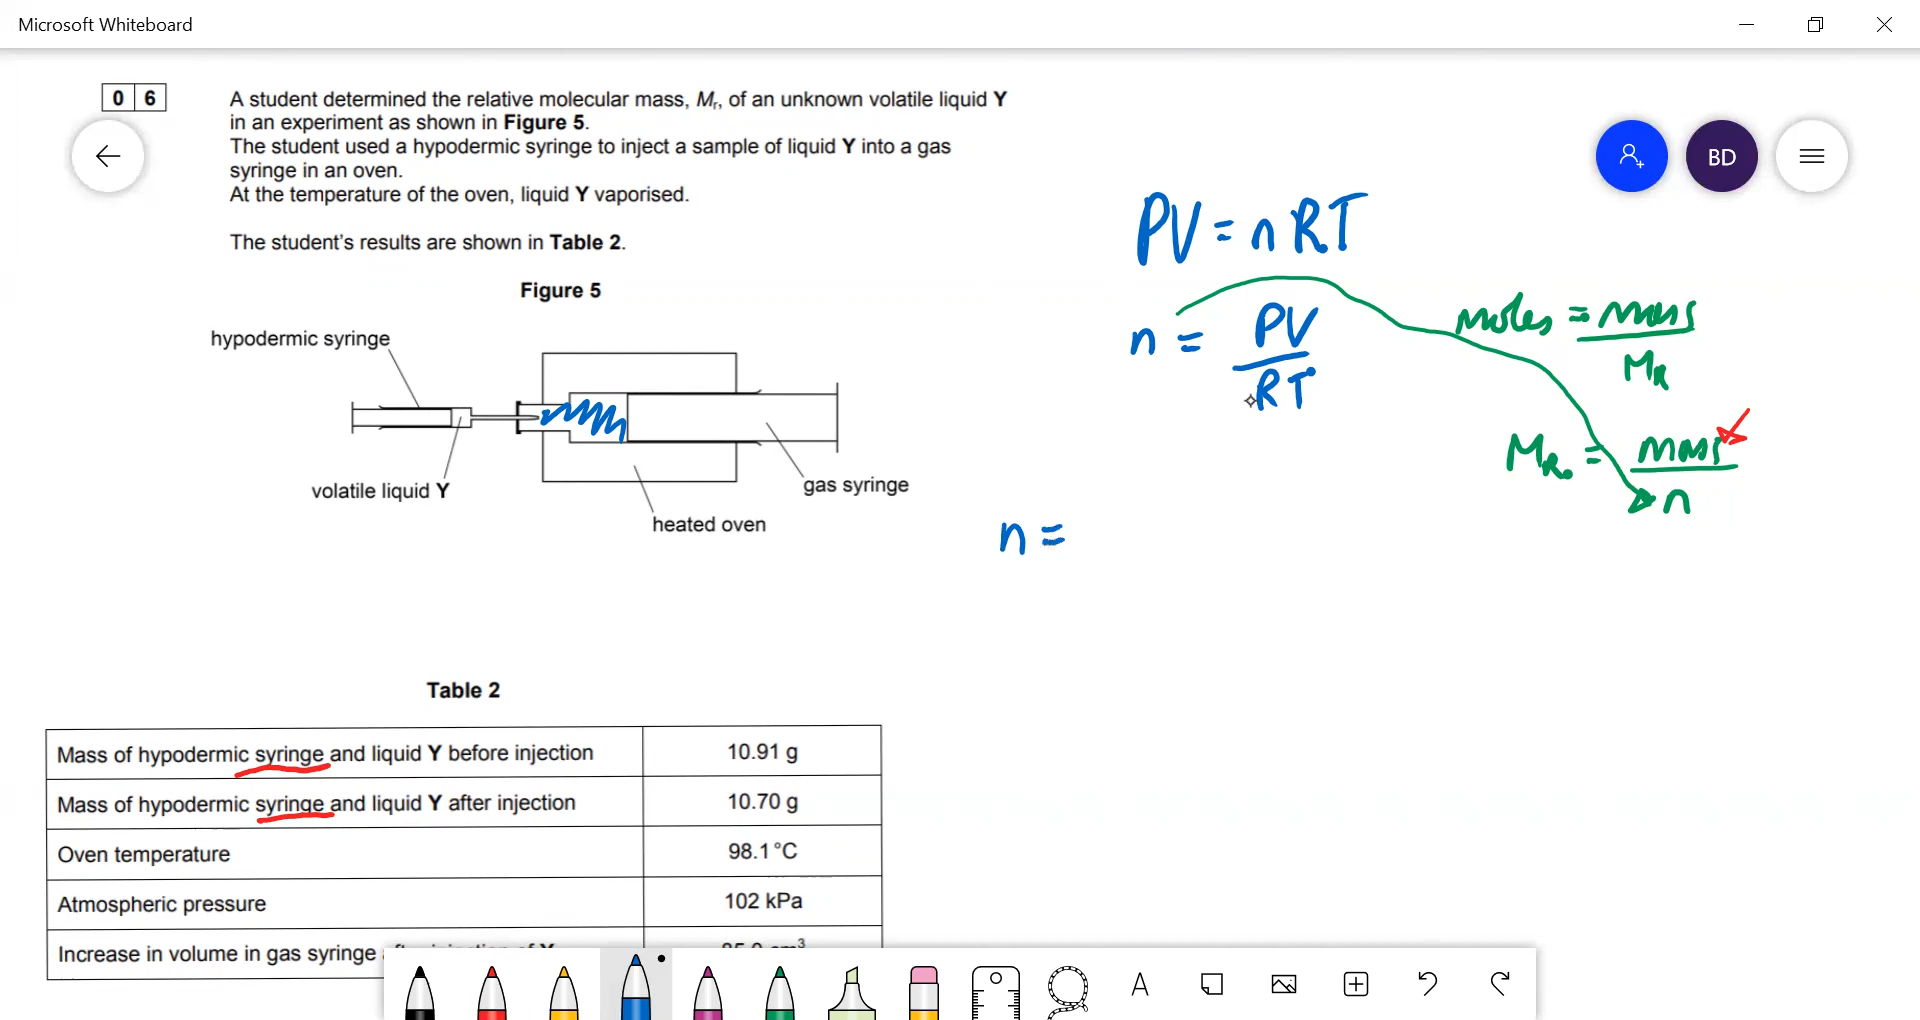 Microsoft Whiteboard
0 6
A student determined the relative molecular mass, Mr, of an unknown volatile liquid Y
in an experiment as shown in Figure 5.
The student used a hypodermic syringe to inject a sample of liquid Y into a gas
syringe in an oven.
At the temperature of the oven, liquid Y vaporised.
The student's results are shown in Table 2.
BD
Figure 5
hypodermic syringe
volatile liquid Y
gas syringe
heated oven
PV = nRT
n = PV
RT
moles = mass
MR
MR = mass
n
n =
Table 2
Mass of hypodermic syringe and liquid Y before injection 10.91 g
Mass of hypodermic syringe and liquid Y after injection 10.70 g
Oven temperature 98.1 °C
Atmospheric pressure 102 kPa
Increase in volume in gas syringe
A